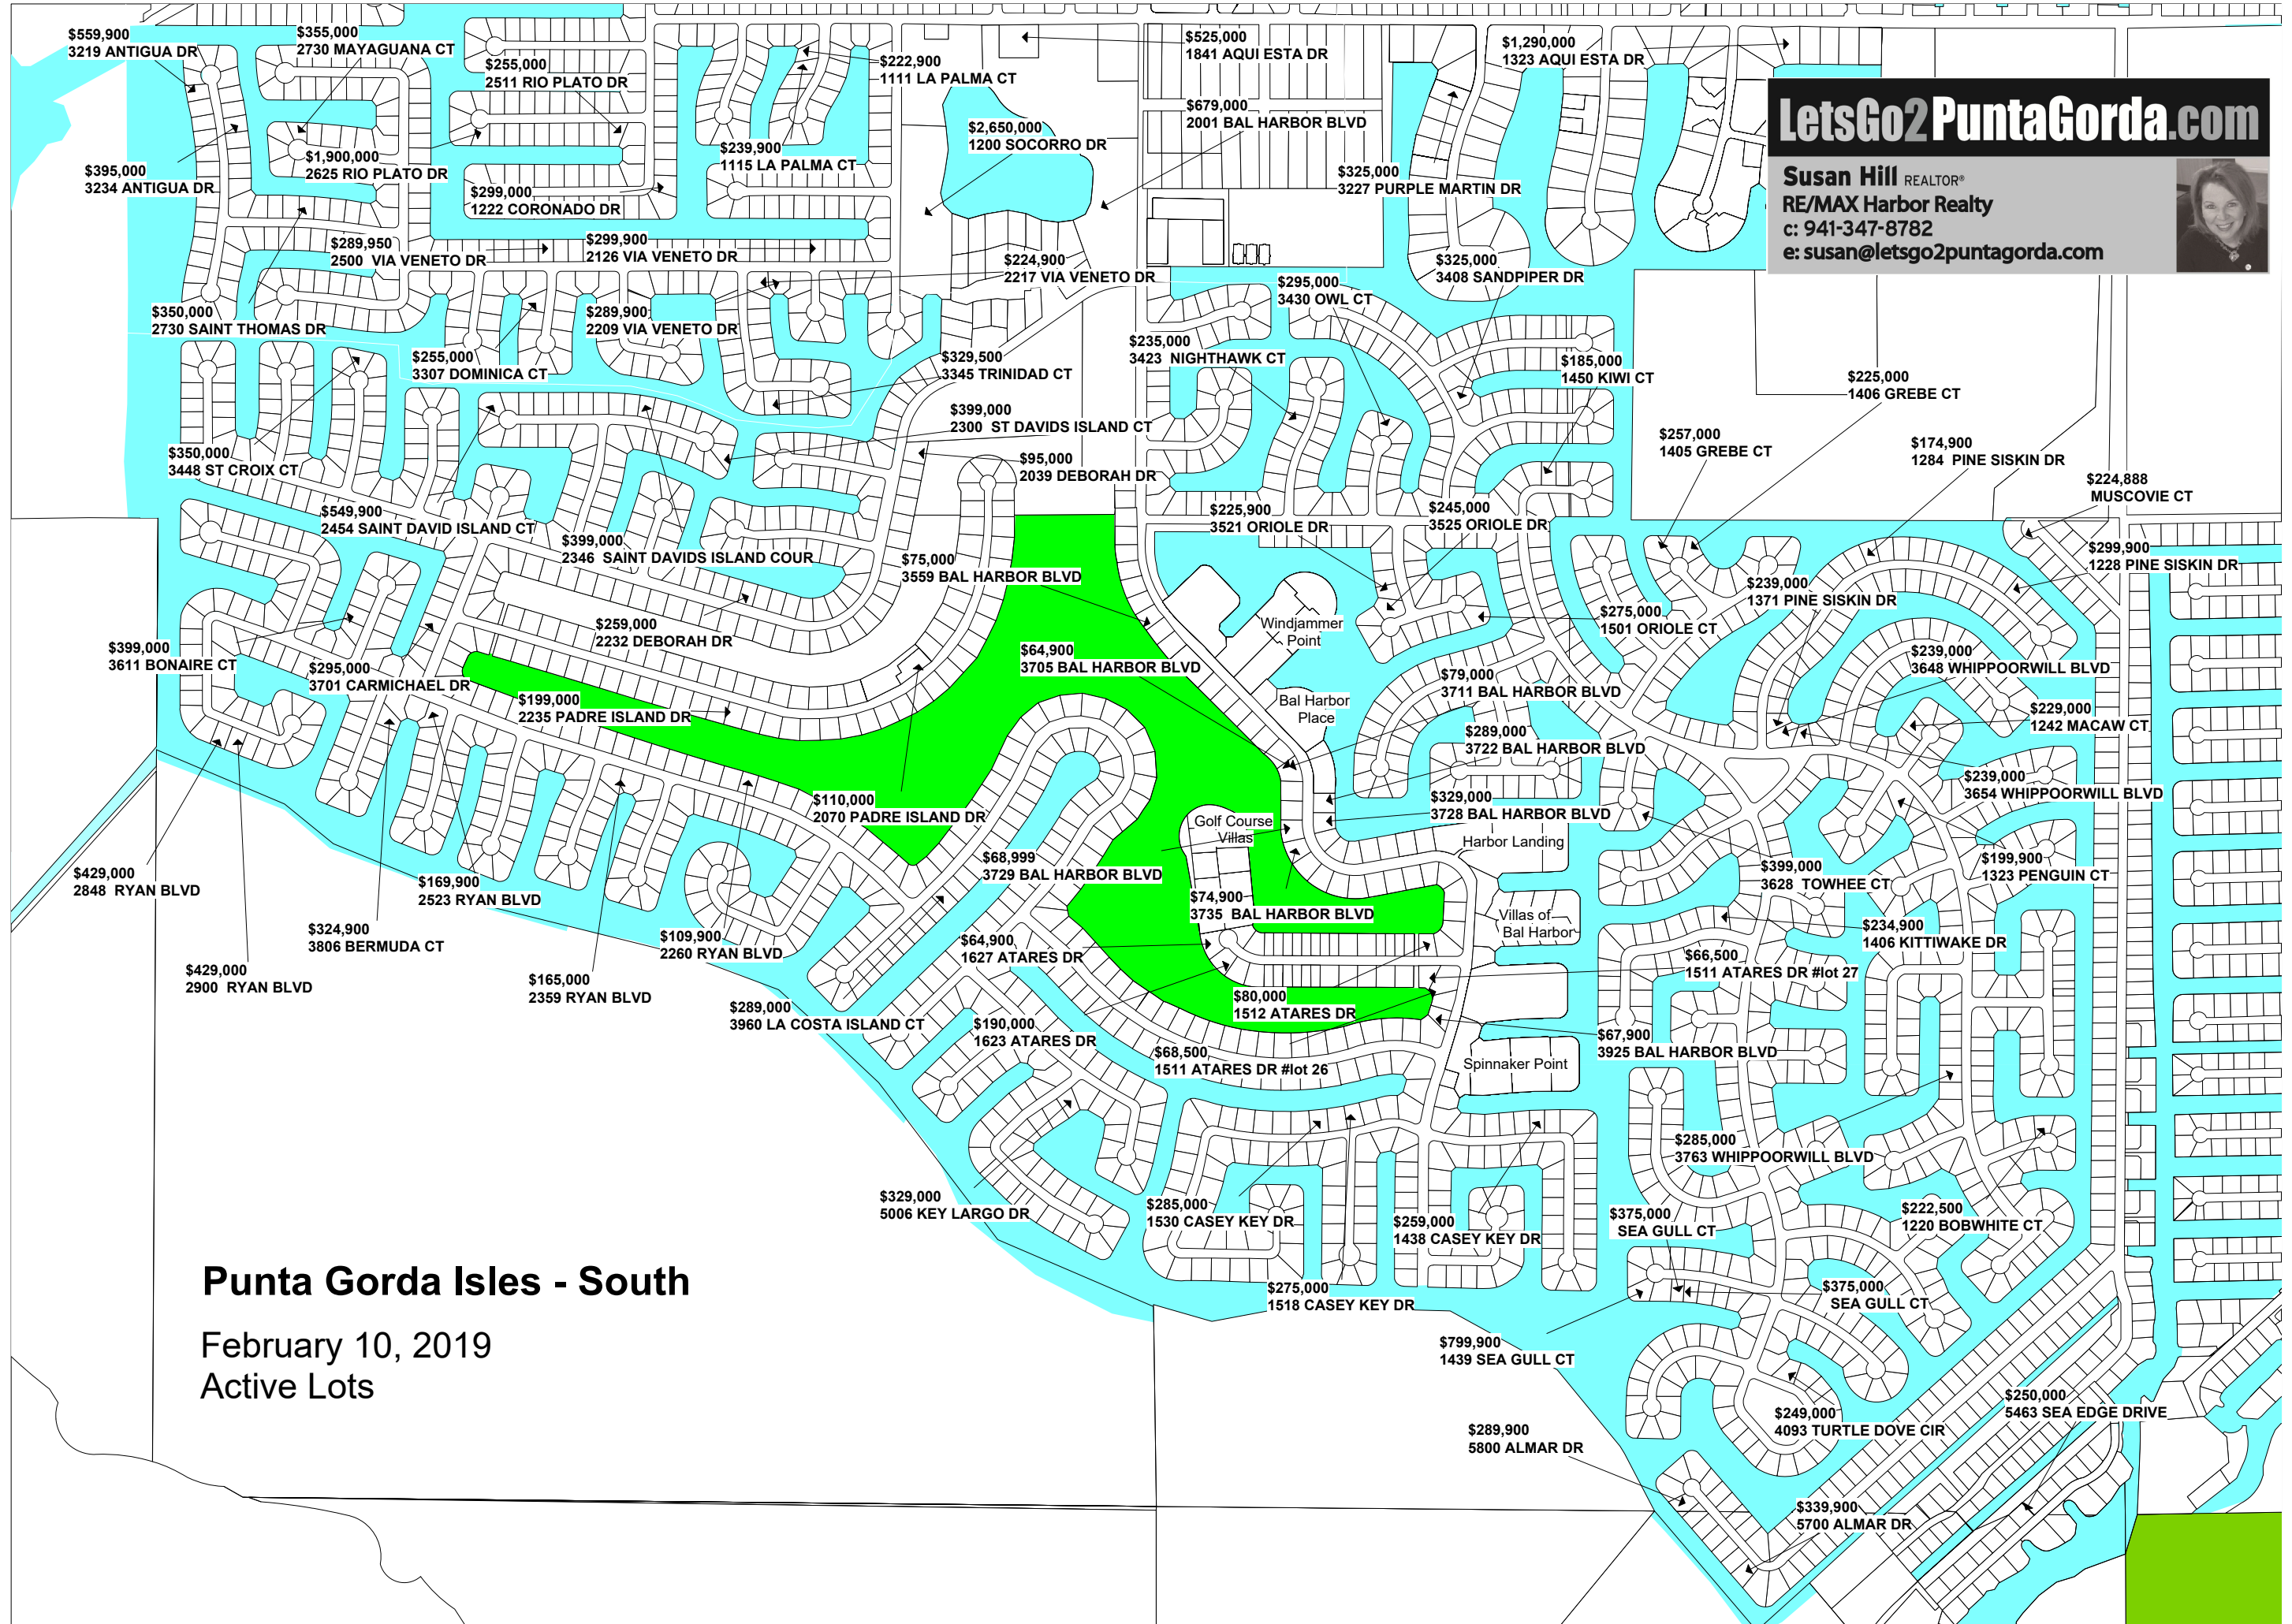 $559,900
3219 ANTIGUA DR
$355,000
2730 MAYAGUANA CT
$255,000
2511 RIO PLATO DR
$222,900
1111 LA PALMA CT
$525,000
1841 AQUI ESTA DR
$1,290,000
1323 AQUI ESTA DR
LetsGo2PuntaGorda.com
Susan Hill REALTOR®
RE/MAX Harbor Realty
c: 941-347-8782
e: susan@letsgo2puntagorda.com
$679,000
2001 BAL HARBOR BLVD
$2,650,000
1200 SOCORRO DR
$239,900
1115 LA PALMA CT
$1,900,000
2625 RIO PLATO DR
$395,000
3234 ANTIGUA DR
$299,000
1222 CORONADO DR
$325,000
3227 PURPLE MARTIN DR
$289,950
2500 VIA VENETO DR
$299,900
2126 VIA VENETO DR
$224,900
2217 VIA VENETO DR
$325,000
3408 SANDPIPER DR
$295,000
3430 OWL CT
$350,000
2730 SAINT THOMAS DR
$289,900
2209 VIA VENETO DR
$235,000
3423 NIGHTHAWK CT
$255,000
3307 DOMINICA CT
$329,500
3345 TRINIDAD CT
$185,000
1450 KIWI CT
$225,000
1406 GREBE CT
$399,000
2300 ST DAVIDS ISLAND CT
$257,000
1405 GREBE CT
$174,900
1284 PINE SISKIN DR
$350,000
3448 ST CROIX CT
$95,000
2039 DEBORAH DR
$224,888
MUSCOVIE CT
$549,900
2454 SAINT DAVID ISLAND CT
$225,900
3521 ORIOLE DR
$245,000
3525 ORIOLE DR
$399,000
2346 SAINT DAVIDS ISLAND COUR
$75,000
3559 BAL HARBOR BLVD
$299,900
1228 PINE SISKIN DR
$239,000
1371 PINE SISKIN DR
$259,000
2232 DEBORAH DR
Windjammer
Point
$275,000
1501 ORIOLE CT
$399,000
3611 BONAIRE CT
$64,900
3705 BAL HARBOR BLVD
$239,000
3648 WHIPPOORWILL BLVD
$295,000
3701 CARMICHAEL DR
$79,000
3711 BAL HARBOR BLVD
$199,000
2235 PADRE ISLAND DR
Bal Harbor
Place
$229,000
1242 MACAW CT
$289,000
3722 BAL HARBOR BLVD
$239,000
3654 WHIPPOORWILL BLVD
$110,000
2070 PADRE ISLAND DR
$329,000
3728 BAL HARBOR BLVD
Golf Course
Villas
Harbor Landing
$429,000
2848 RYAN BLVD
$169,900
2523 RYAN BLVD
$68,999
3729 BAL HARBOR BLVD
$399,000
3628 TOWHEE CT
$199,900
1323 PENGUIN CT
$74,900
3735 BAL HARBOR BLVD
Villas of
Bal Harbor
$324,900
3806 BERMUDA CT
$109,900
2260 RYAN BLVD
$64,900
1627 ATARES DR
$234,900
1406 KITTIWAKE DR
$429,000
2900 RYAN BLVD
$165,000
2359 RYAN BLVD
$66,500
1511 ATARES DR #lot 27
$289,000
3960 LA COSTA ISLAND CT
$80,000
1512 ATARES DR
$190,000
1623 ATARES DR
$67,900
3925 BAL HARBOR BLVD
$68,500
1511 ATARES DR #lot 26
Spinnaker Point
$285,000
3763 WHIPPOORWILL BLVD
$329,000
5006 KEY LARGO DR
$285,000
1530 CASEY KEY DR
$259,000
1438 CASEY KEY DR
$375,000
SEA GULL CT
$222,500
1220 BOBWHITE CT
Punta Gorda Isles - South
$275,000
1518 CASEY KEY DR
$375,000
SEA GULL CT
February 10, 2019
Active Lots
$799,900
1439 SEA GULL CT
$250,000
5463 SEA EDGE DRIVE
$249,000
4093 TURTLE DOVE CIR
$289,900
5800 ALMAR DR
$339,900
5700 ALMAR DR